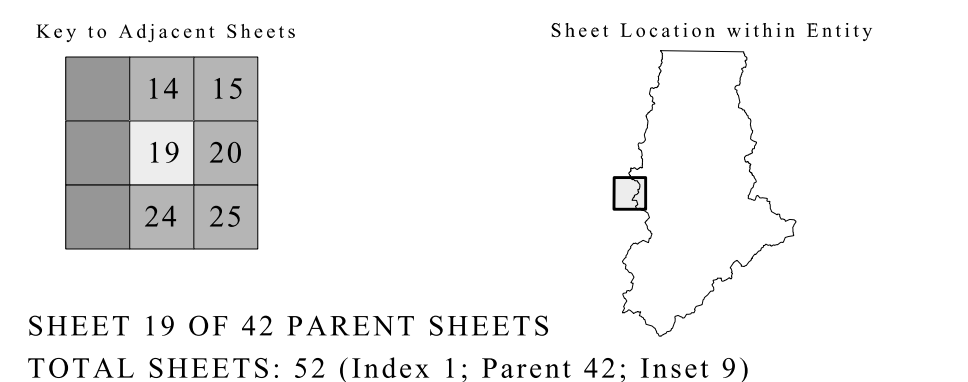 Key to Adjacent Sheets
Sheet Location within Entity
14 15
19 20
24 25
SHEET 19 OF 42 PARENT SHEETS
TOTAL SHEETS: 52 (Index 1; Parent 42; Inset 9)